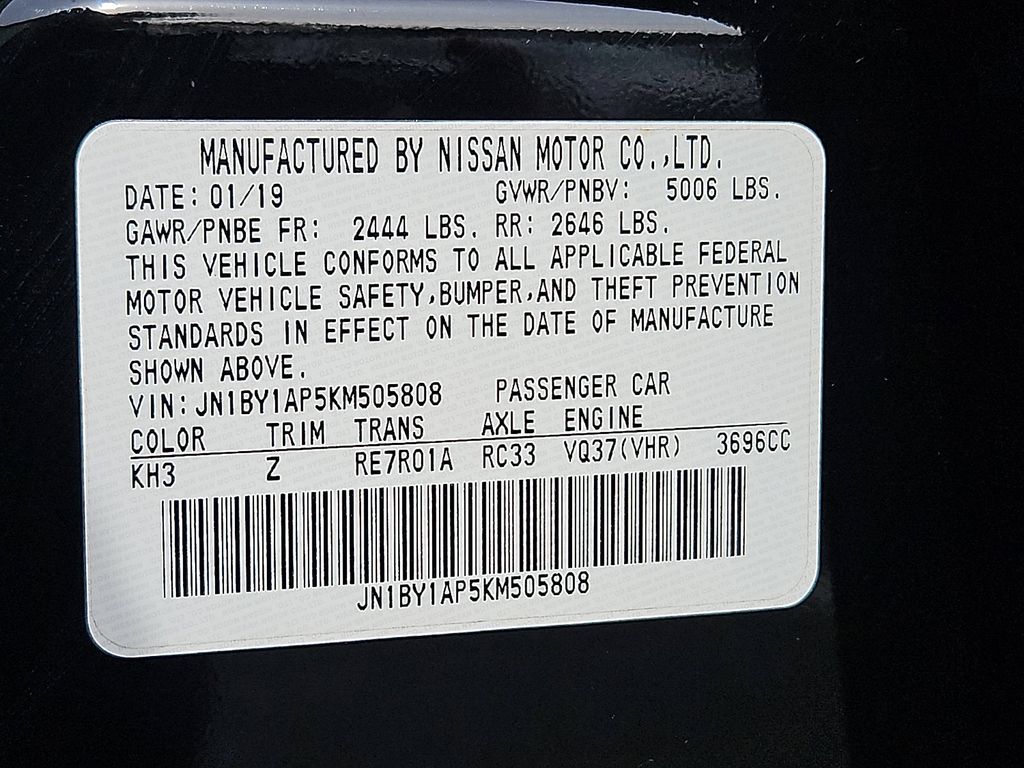 MANUFACTURED BY NISSAN MOTOR CO.,LTD.
DATE: 01/19 GVWR/PNBV: 5006 LBS.
GAWR/PNBE FR: 2444 LBS. RR: 2646 LBS.
THIS VEHICLE CONFORMS TO ALL APPLICABLE FEDERAL
MOTOR VEHICLE SAFETY,BUMPER,AND THEFT PREVENTION
STANDARDS IN EFFECT ON THE DATE OF MANUFACTURE
SHOWN ABOVE.
VIN: JN1BY1AP5KM505808 PASSENGER CAR
COLOR TRIM TRANS AXLE ENGINE
KH3 Z RE7R01A RC33 VQ37(VHR) 3696CC
JN1BY1AP5KM505808